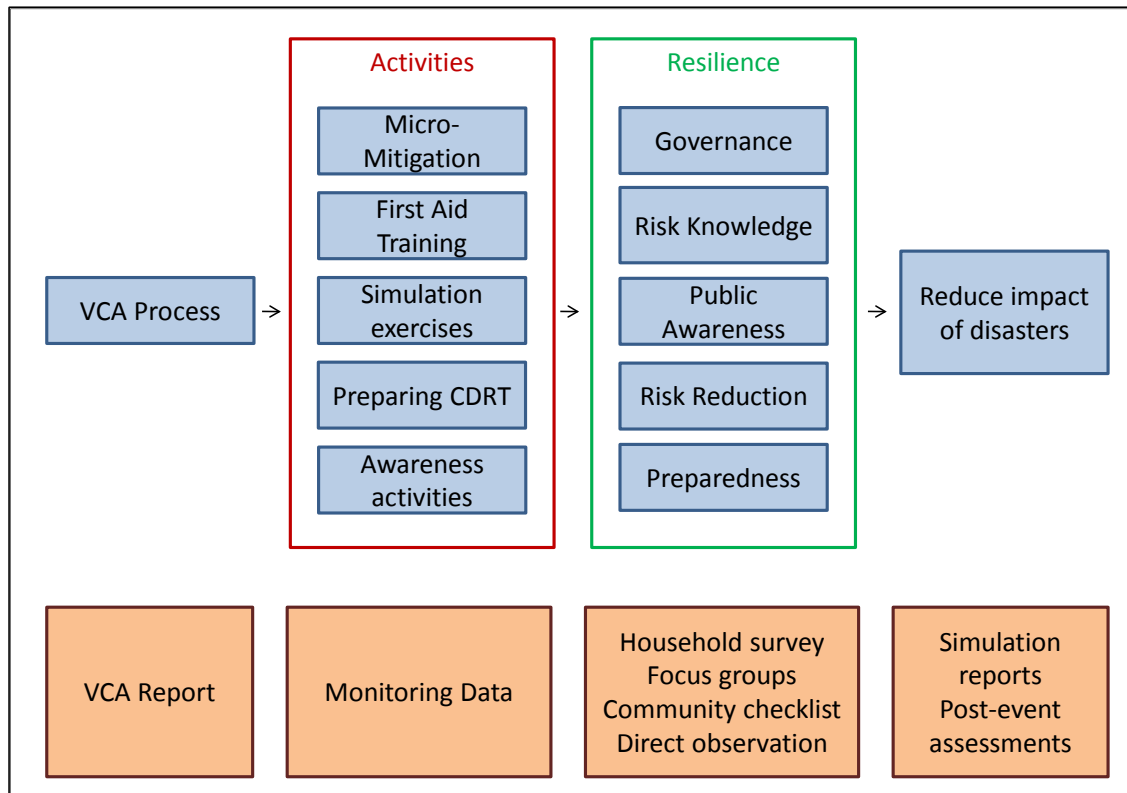 VCA Process
Activities
Micro-
Mitigation
First Aid
Training
Simulation
exercises
Preparing CDRT
Awareness
activities
Resilience
Governance
Risk Knowledge
Public
Awareness
Risk Reduction
Preparedness
Reduce impact
of disasters
VCA Report
Monitoring Data
Household survey
Focus groups
Community checklist
Direct observation
Simulation
reports
Post-event
assessments